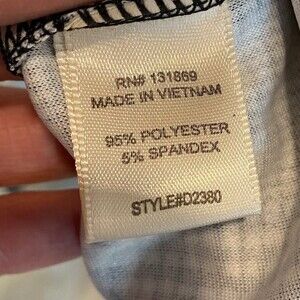 RN# 131869
MADE IN VIETNAM
95% POLYESTER
5% SPANDEX
STYLE#D2380